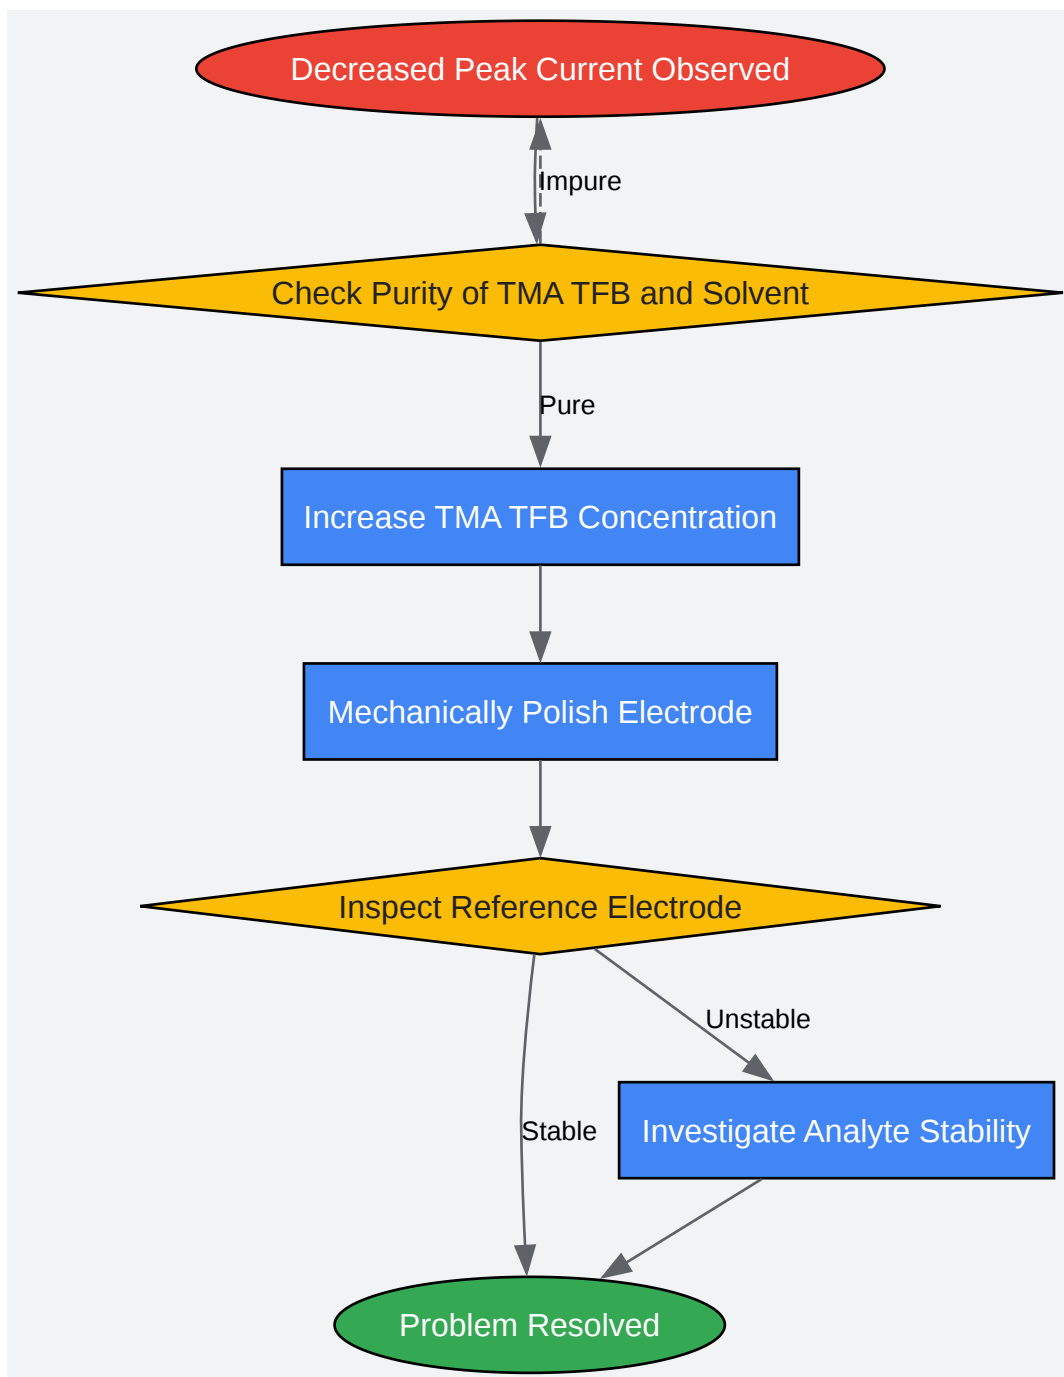 Decreased Peak Current Observed
Impure
Check Purity of TMA TFB and Solvent
Pure
Increase TMA TFB Concentration
Mechanically Polish Electrode
Inspect Reference Electrode
Unstable
Stable
Investigate Analyte Stability
Problem Resolved